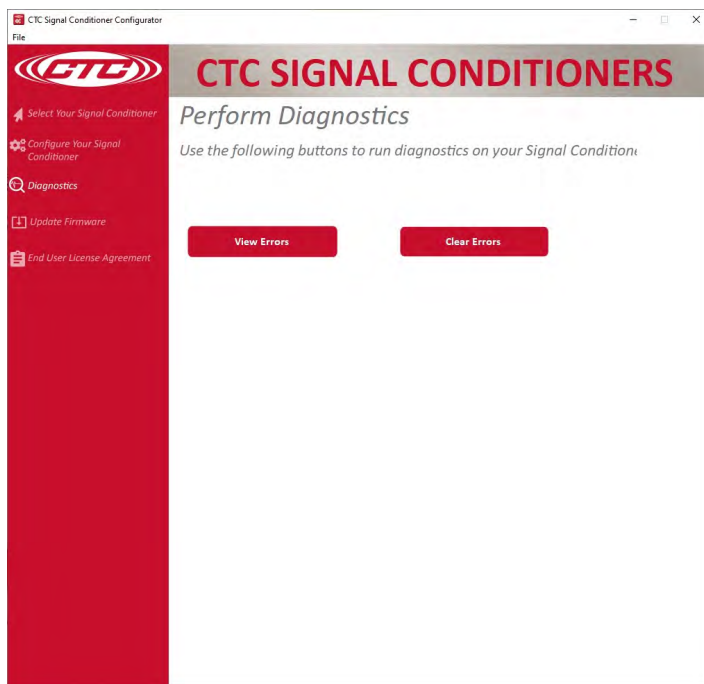 CTC Signal Conditioner Configurator
File
CTC
CTC SIGNAL CONDITIONERS
Select Your Signal Conditioner
Configure Your Signal
Conditioner
Diagnostics
Update Firmware
End User License Agreement
Perform Diagnostics
Use the following buttons to run diagnostics on your Signal Condition
View Errors
Clear Errors